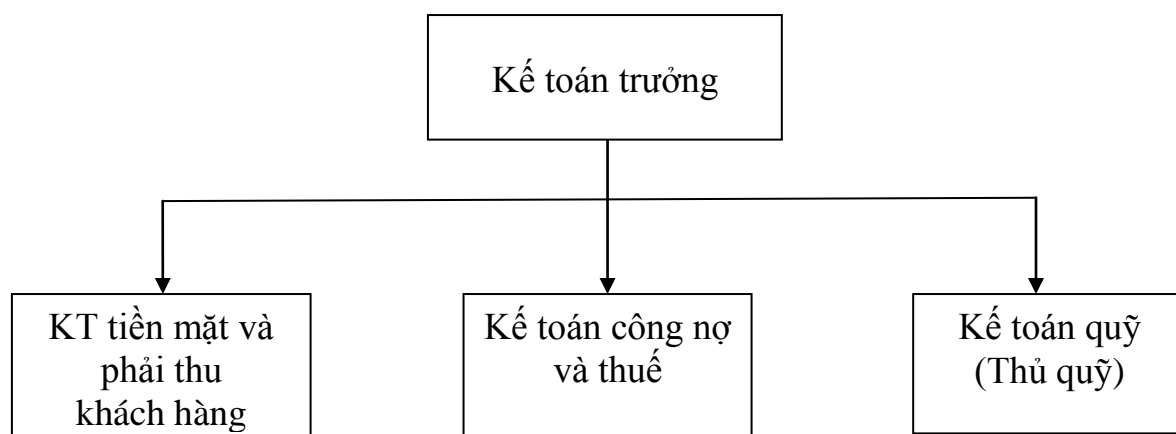 Kế toán trưởng
KT tiền mặt và
phải thu
khách hàng
Kế toán công nợ
và thuế
Kế toán quỹ
(Thủ quỹ)